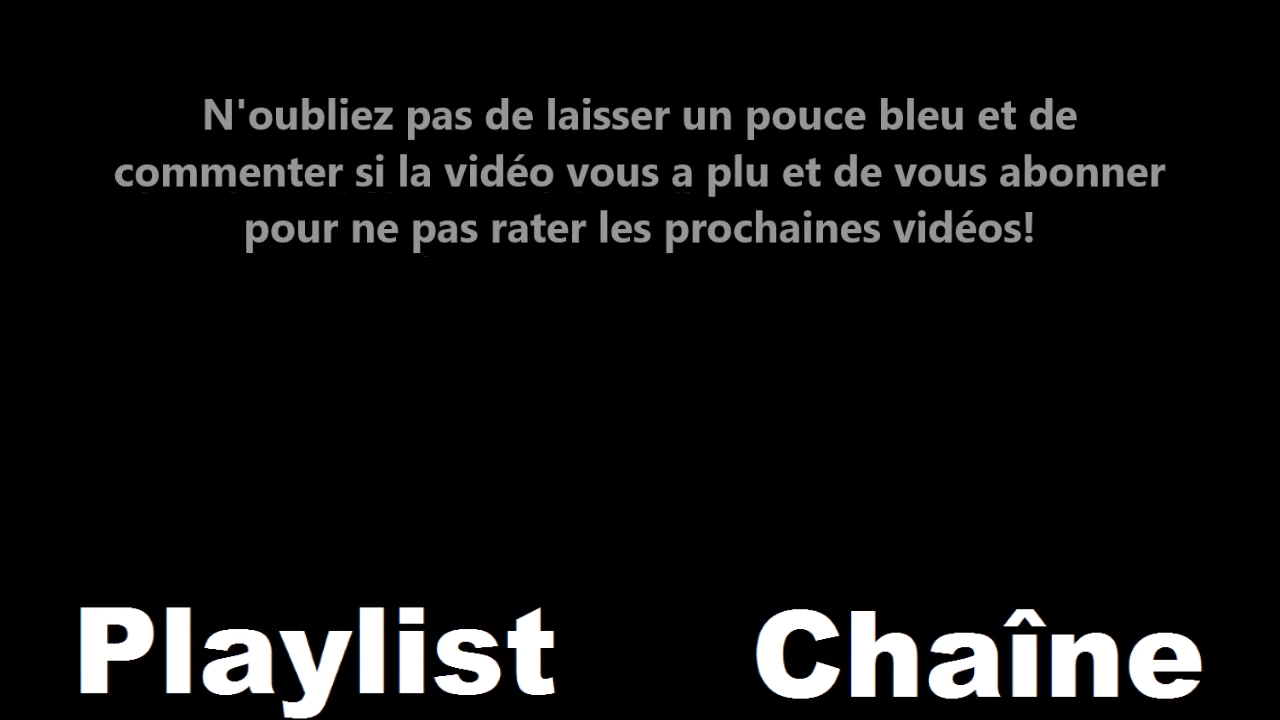 N'oubliez pas de laisser un pouce bleu et de
commenter si la vidéo vous a plu et de vous abonner
pour ne pas rater les prochaines vidéos!
Playlist
Chaîne